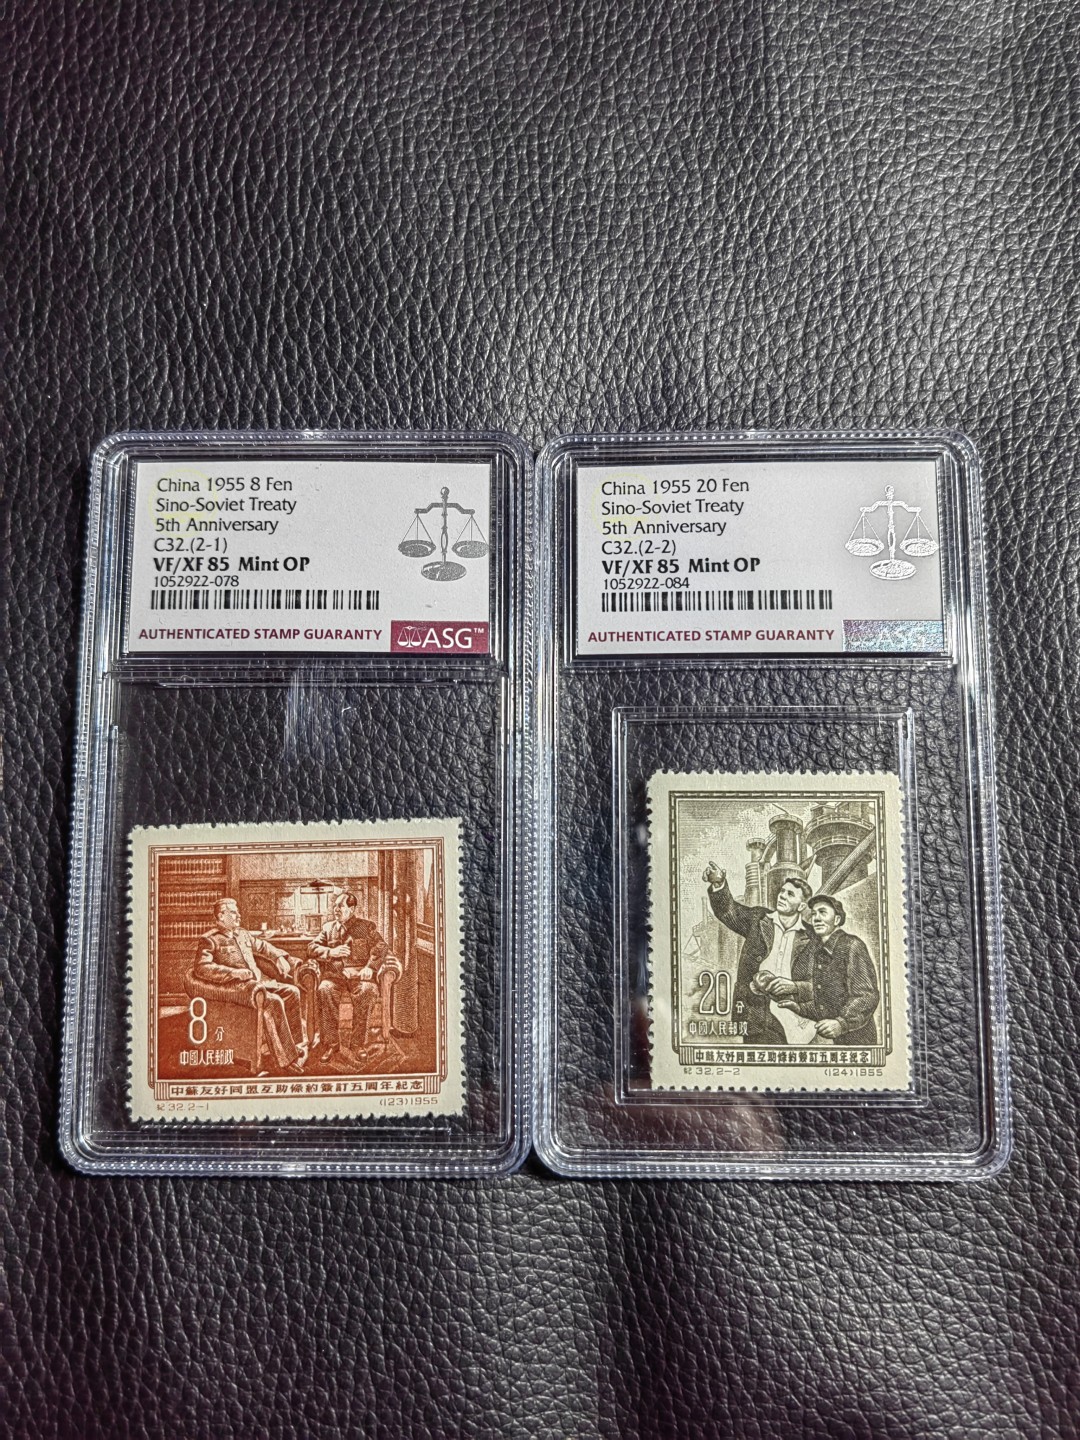 China 1955 8 Fen
Sino-Soviet Treaty
5th Anniversary
C32.(2-1)
VF/XF 85 Mint OP
1052922-078
AUTHENTICATED STAMP GUARANTY ASG™
8分
中國人民郵政
中蘇友好同盟互助條約簽訂五周年紀念
紀32.2-1 (123)1955
China 1955 20 Fen
Sino-Soviet Treaty
5th Anniversary
C32.(2-2)
VF/XF 85 Mint OP
1052922-084
AUTHENTICATED STAMP GUARANTY ASG
20分
中國人民郵政
中蘇友好同盟互助條約簽訂五周年紀念
紀32.2-2 (124)1955